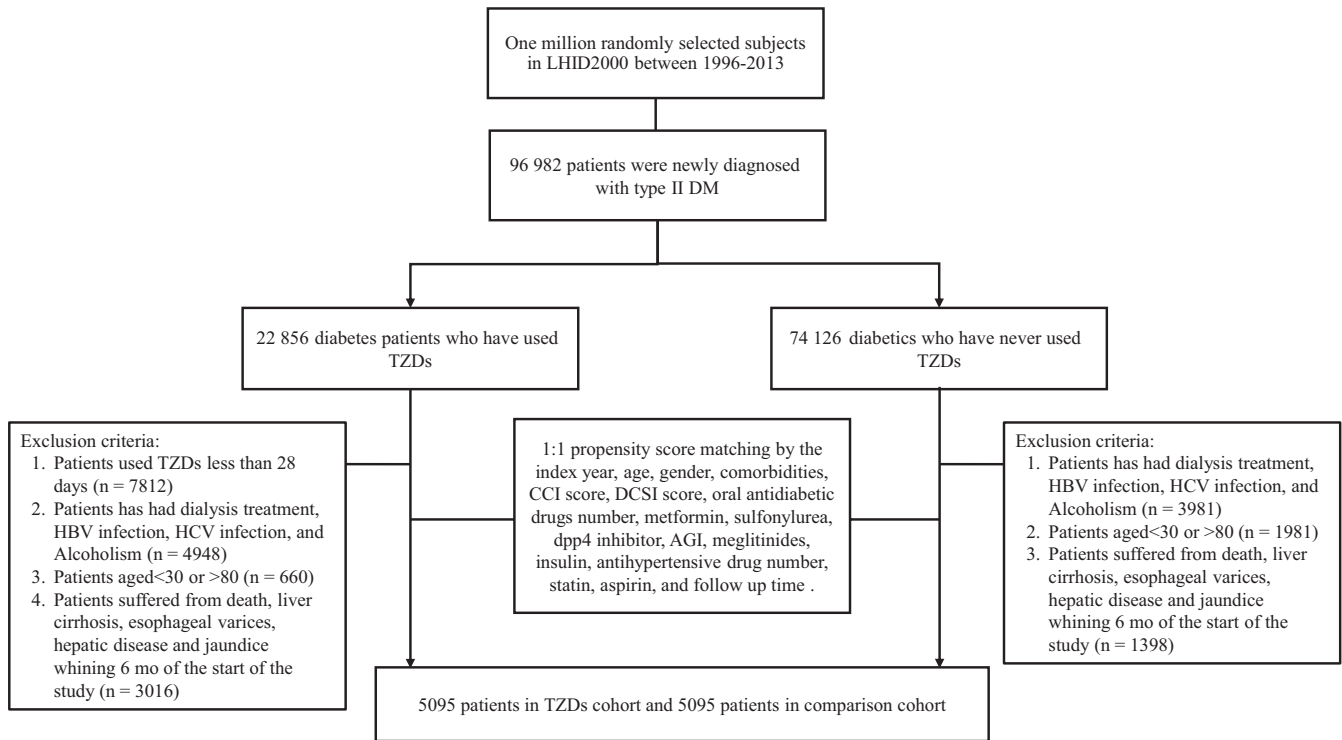 One million randomly selected subjects
in LHID2000 between 1996-2013
96 982 patients were newly diagnosed
with type II DM
22 856 diabetes patients who have used
TZDs
74 126 diabetics who have never used
TZDs
Exclusion criteria:
1. Patients used TZDs less than 28
days (n = 7812)
2. Patients has had dialysis treatment,
HBV infection, HCV infection, and
Alcoholism (n = 4948)
3. Patients aged<30 or >80 (n = 660)
4. Patients suffered from death, liver
cirrhosis, esophageal varices,
hepatic disease and jaundice
whining 6 mo of the start of the
study (n = 3016)
1:1 propensity score matching by the
index year, age, gender, comorbidities,
CCI score, DCSI score, oral antidiabetic
drugs number, metformin, sulfonylurea,
dpp4 inhibitor, AGI, meglitinides,
insulin, antihypertensive drug number,
statin, aspirin, and follow up time .
Exclusion criteria:
1. Patients has had dialysis treatment,
HBV infection, HCV infection, and
Alcoholism (n = 3981)
2. Patients aged<30 or >80 (n = 1981)
3. Patients suffered from death, liver
cirrhosis, esophageal varices,
hepatic disease and jaundice
whining 6 mo of the start of the
study (n = 1398)
5095 patients in TZDs cohort and 5095 patients in comparison cohort